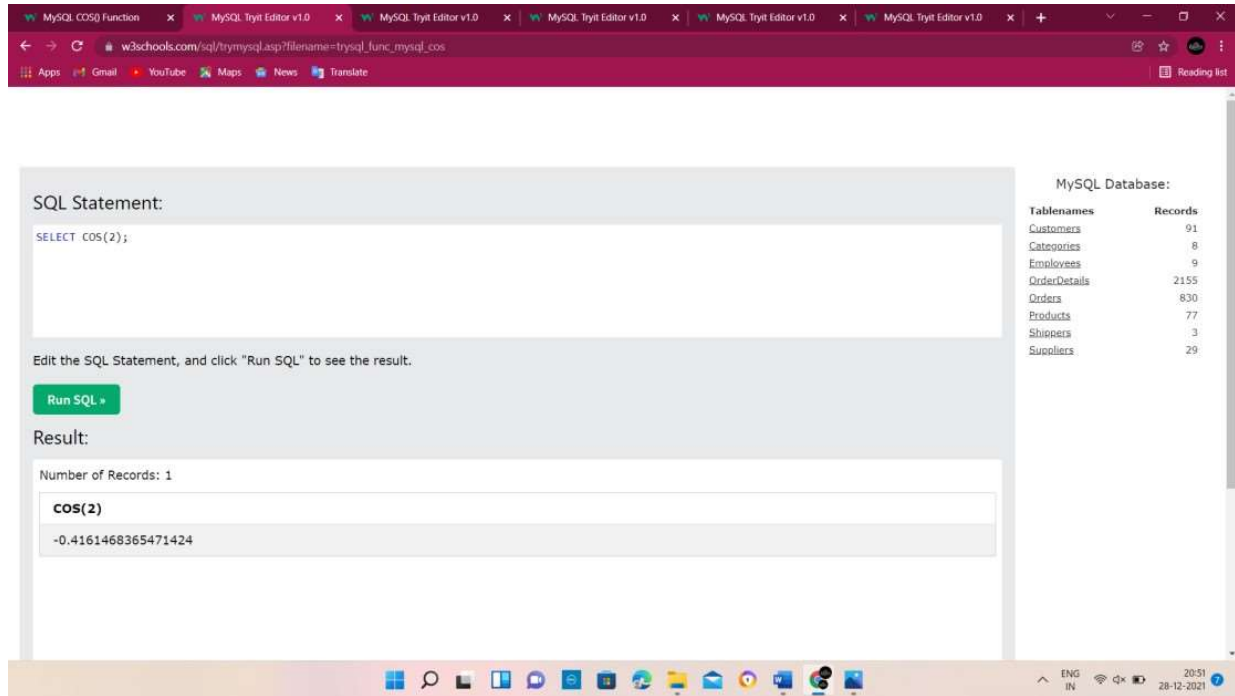 MySQL COS() Function
MySQL Tryit Editor v1.0
MySQL Tryit Editor v1.0
MySQL Tryit Editor v1.0
MySQL Tryit Editor v1.0
MySQL Tryit Editor v1.0
w3schools.com/sql/trymysql.asp?filename=trysql_func_mysql_cos
Apps Gmail YouTube Maps News Translate Reading list
SQL Statement:
SELECT COS(2);
Edit the SQL Statement, and click "Run SQL" to see the result.
Run SQL »
Result:
Number of Records: 1
COS(2)
-0.4161468365471424
MySQL Database:
Tablenames Records
Customers 91
Categories 8
Employees 9
OrderDetails 2155
Orders 830
Products 77
Shippers 3
Suppliers 29
ENG
IN
20:51
28-12-2021
7